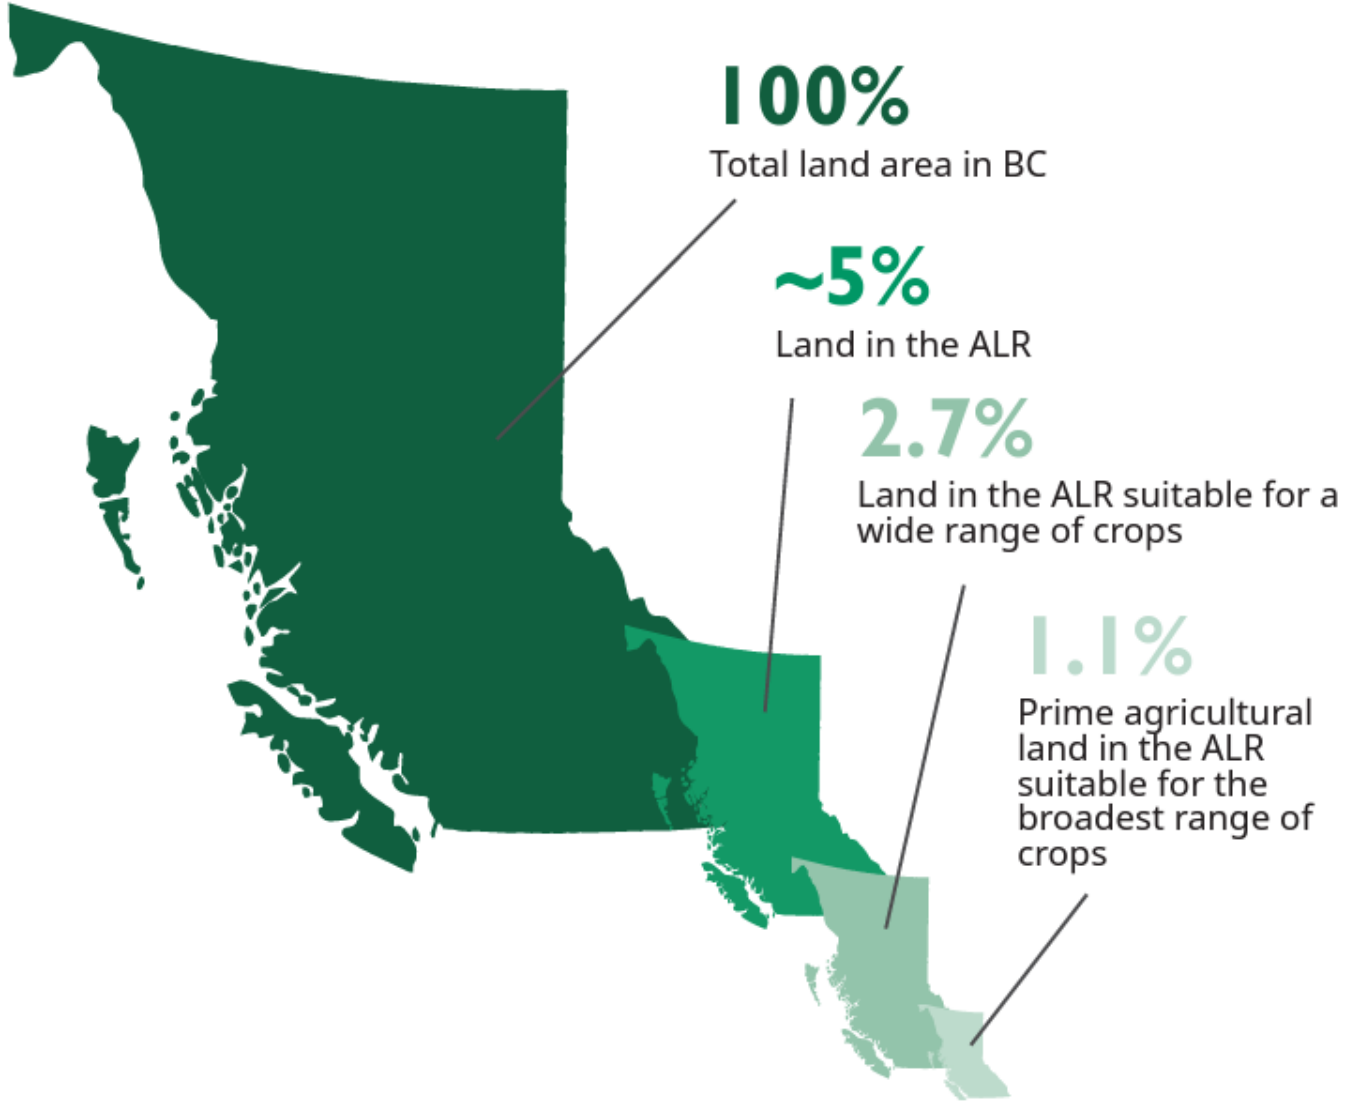 100%
Total land area in BC
~5%
Land in the ALR
2.7%
Land in the ALR suitable for a
wide range of crops
1.1%
Prime agricultural
land in the ALR
suitable for the
broadest range of
crops